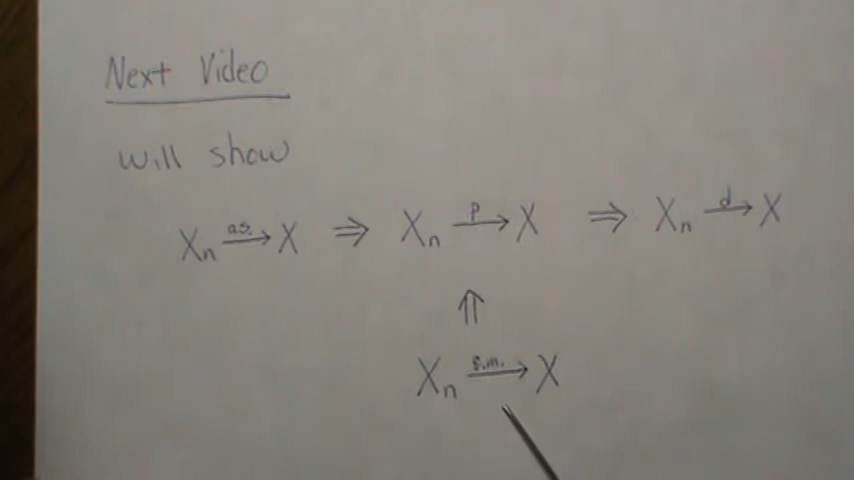 Next Video
will show
Xn a.s.→ X ⇒ Xn p→ X ⇒ Xn d→ X
⇑
Xn s.m.→ X